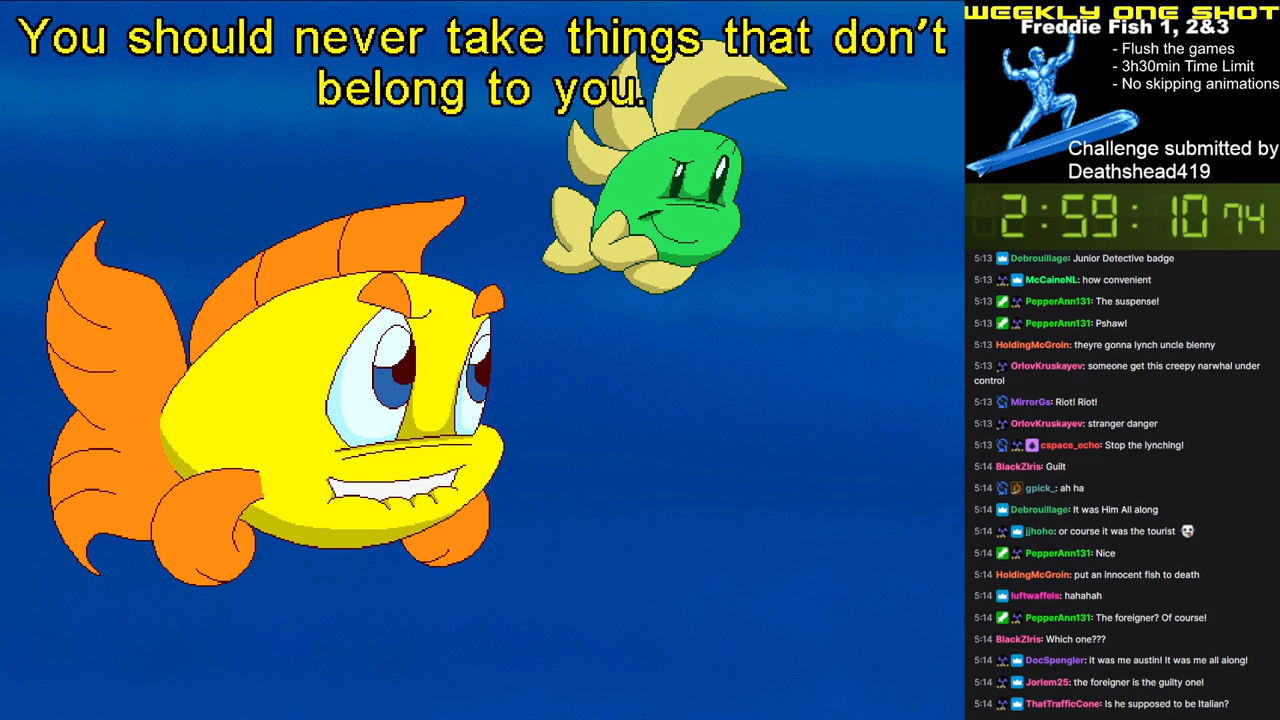 You should never take things that don't
belong to you.
WEEKLY ONE SHOT
Freddie Fish 1, 2&3
- Flush the games
- 3h30min Time Limit
- No skipping animations
Challenge submitted by
Deathshead419
2:59:10 74
5:13 Debrouillage: Junior Detective badge
5:13 McCaineNL: how convenient
5:13 PepperAnn131: The suspense!
5:13 PepperAnn131: Pshaw!
5:13 HoldingMcGroin: theyre gonna lynch uncle blenny
5:13 OrlovKruskayev: someone get this creepy narwhal under
control
5:13 MirrorGs: Riot! Riot!
5:13 OrlovKruskayev: stranger danger
5:13 cspace_echo: Stop the lynching!
5:14 BlackZIris: Guilt
5:14 gpick_: ah ha
5:14 Debrouillage: It was Him All along
5:14 jjhoho: or course it was the tourist
5:14 PepperAnn131: Nice
5:14 HoldingMcGroin: put an innocent fish to death
5:14 luftwaffels: hahahah
5:14 PepperAnn131: The foreigner? Of course!
5:14 BlackZIris: Which one???
5:14 DocSpengler: It was me austin! It was me all along!
5:14 Jorlem25: the foreigner is the guilty one!
5:14 ThatTrafficCone: Is he supposed to be Italian?